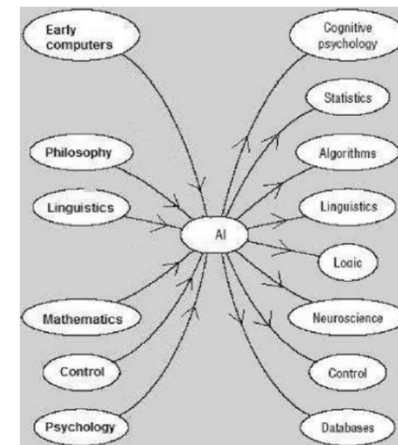 Early
computers
Philosophy
Linguistics
Mathematics
Control
Psychology
AI
Cognitive
psychology
Statistics
Algorithms
Linguistics
Logic
Neuroscience
Control
Databases